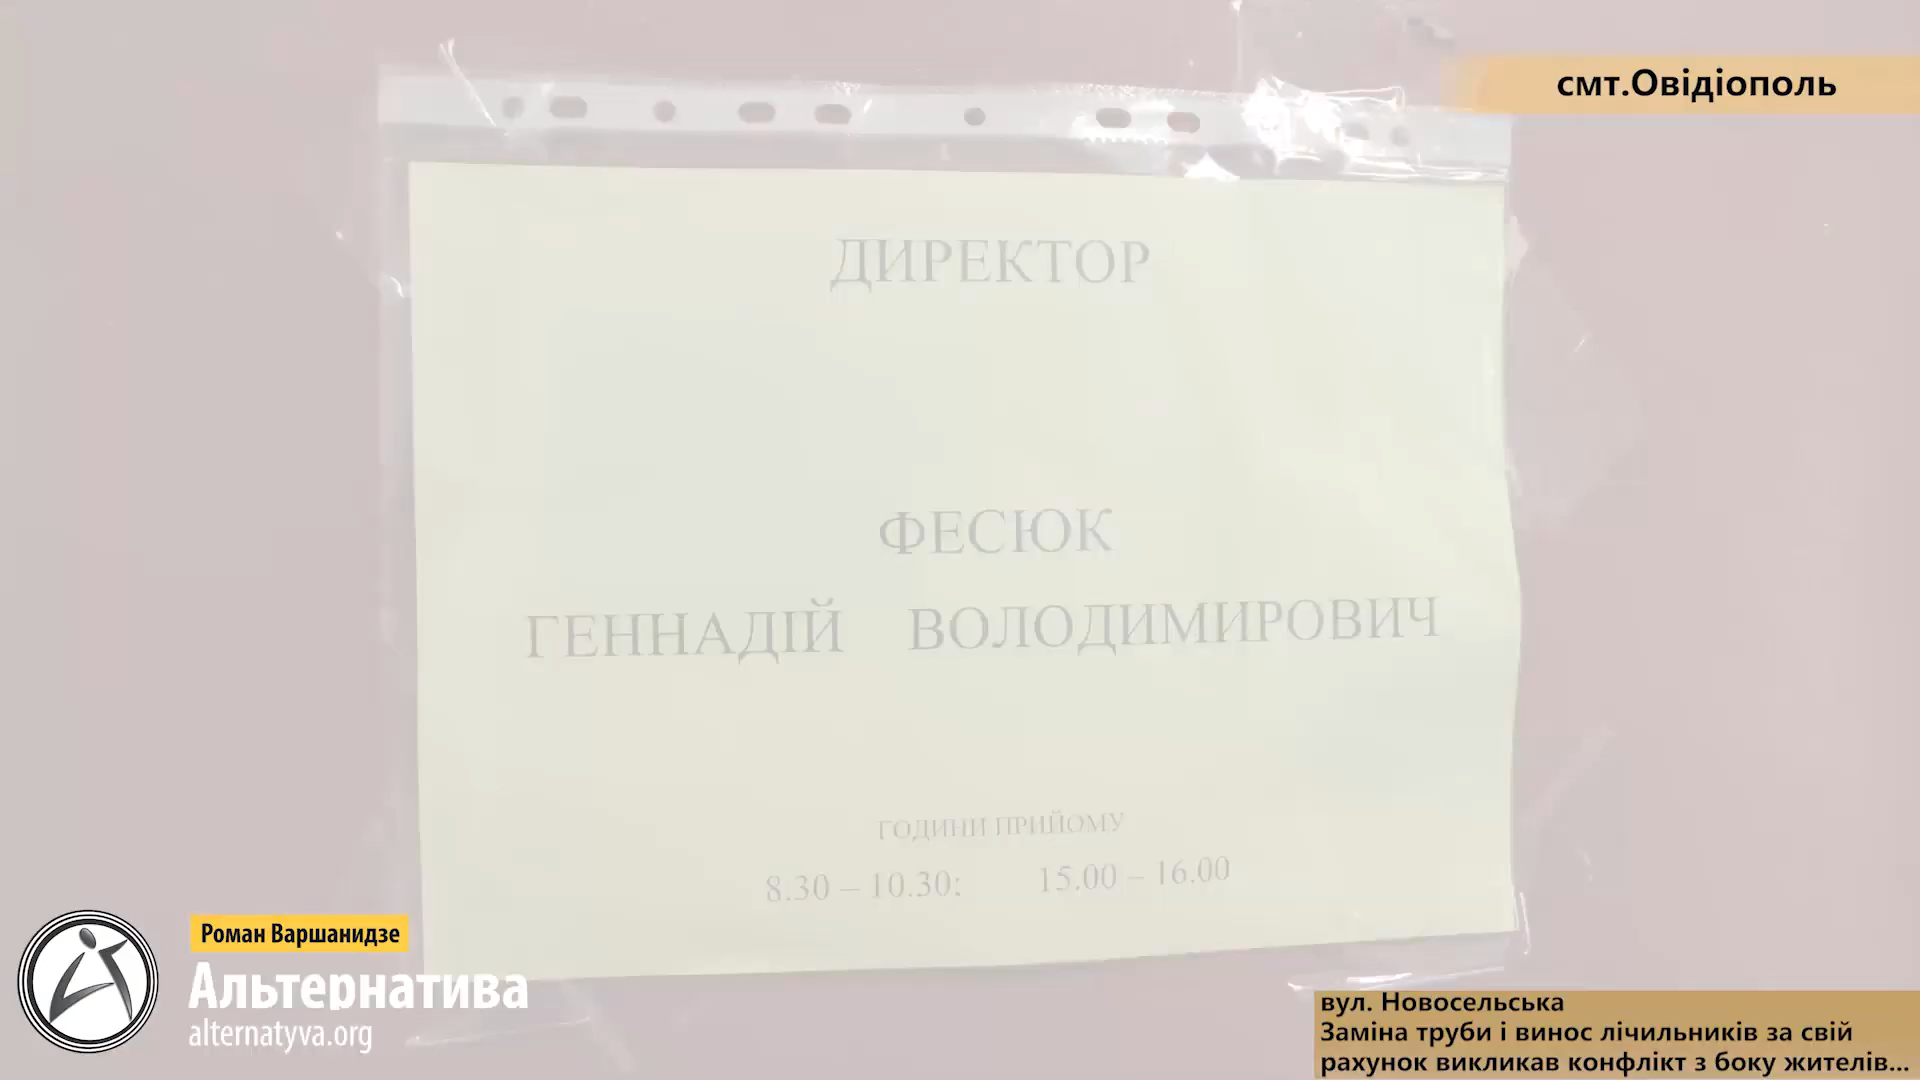 смт.Овідіополь
ДИРЕКТОР
ФЕСЮК
ГЕННАДІЙ ВОЛОДИМИРОВИЧ
ГОДИНИ ПРИЙОМУ
8.30 – 10.30; 15.00 – 16.00
Роман Варшанидзе
Альтернатива
alternatyva.org
вул. Новосельська
Заміна труби і винос лічильників за свій
рахунок викликав конфлікт з боку жителів...